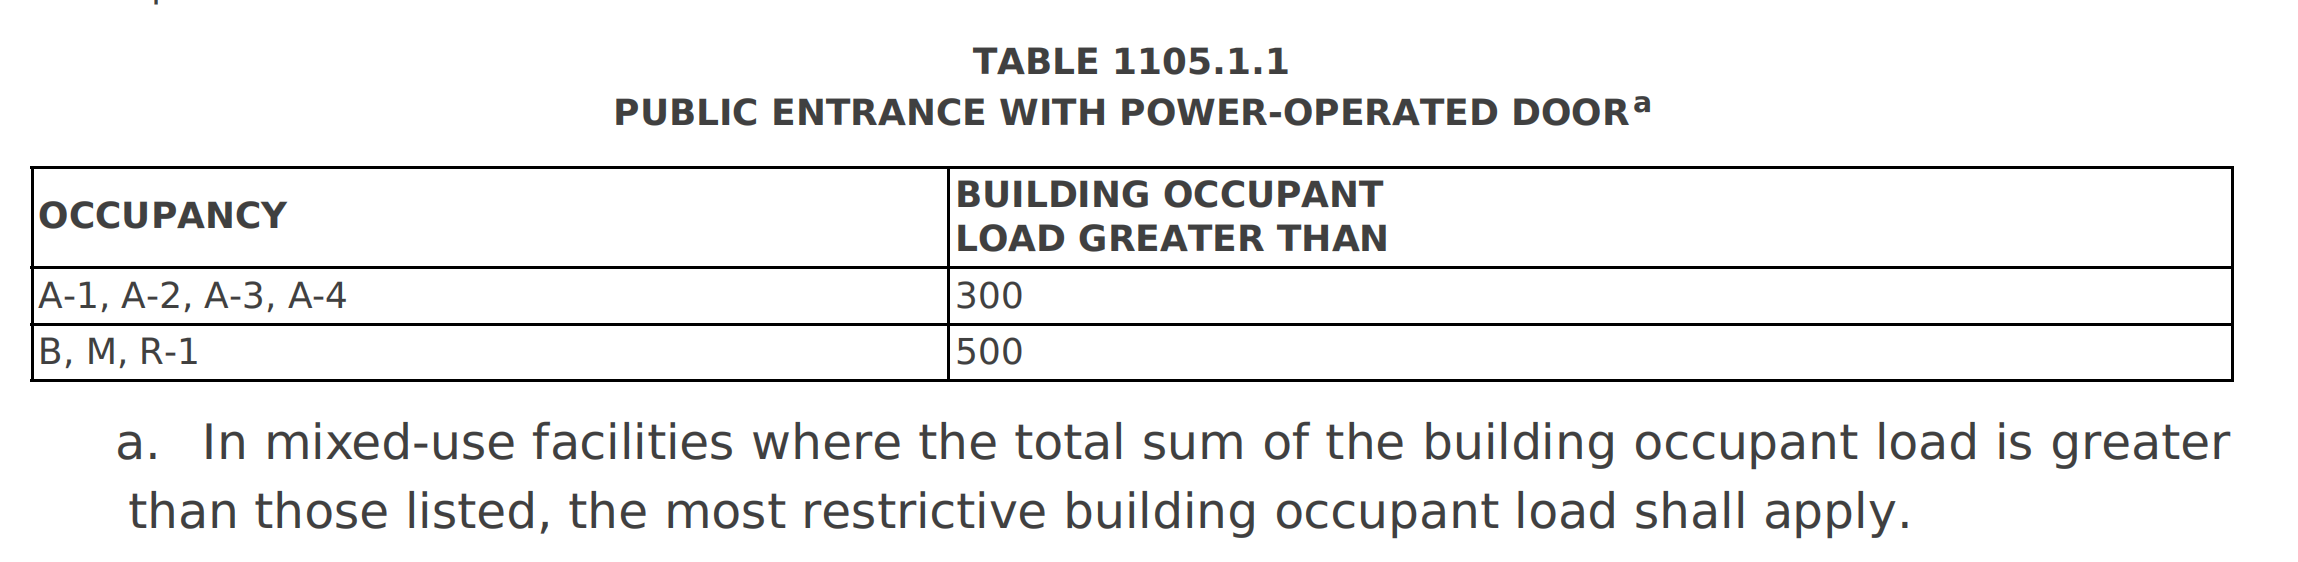 TABLE 1105.1.1
PUBLIC ENTRANCE WITH POWER-OPERATED DOORa
OCCUPANCY
BUILDING OCCUPANT
LOAD GREATER THAN
A-1, A-2, A-3, A-4
300
B, M, R-1
500
a. In mixed-use facilities where the total sum of the building occupant load is greater
than those listed, the most restrictive building occupant load shall apply.